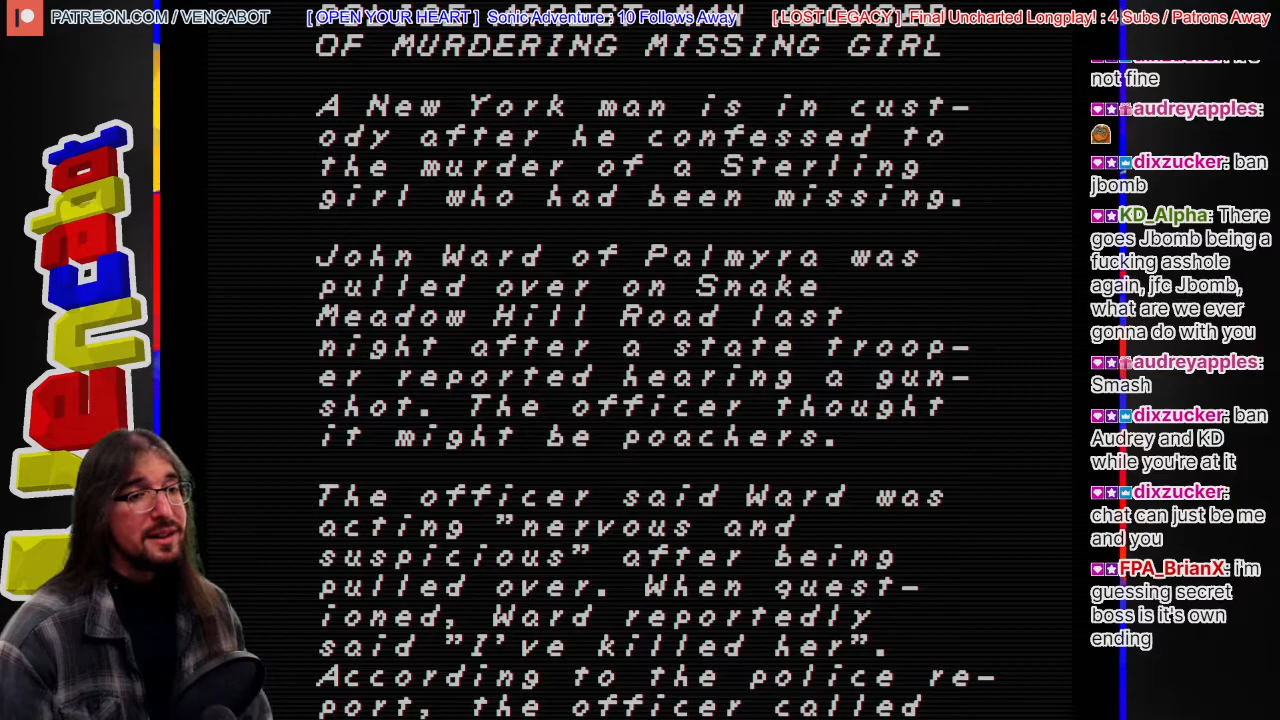 PATREON.COM / VENCABOT
[ OPEN YOUR HEART ] Sonic Adventure : 10 Follows Away
[ LOST LEGACY ] Final Uncharted Longplay! : 4 Subs / Patrons Away
OF MURDERING MISSING GIRL
A New York man is in cust-
ody after he confessed to
the murder of a Sterling
girl who had been missing.
John Ward of Palmyra was
pulled over on Snake
Meadow Hill Road last
night after a state troop-
er reported hearing a gun-
shot. The officer thought
it might be poachers.
The officer said Ward was
acting "nervous and
suspicious" after being
pulled over. When quest-
ioned, Ward reportedly
said "I've killed her".
According to the police re-
port, the officer called
not fine
audreyapples:
dixzucker: ban
jbomb
KD_Alpha: There
goes Jbomb being a
fucking asshole
again, jfc Jbomb,
what are we ever
gonna do with you
audreyapples:
Smash
dixzucker: ban
Audrey and KD
while you're at it
dixzucker:
chat can just be me
and you
FPA_BrianX: i'm
guessing secret
boss is it's own
ending